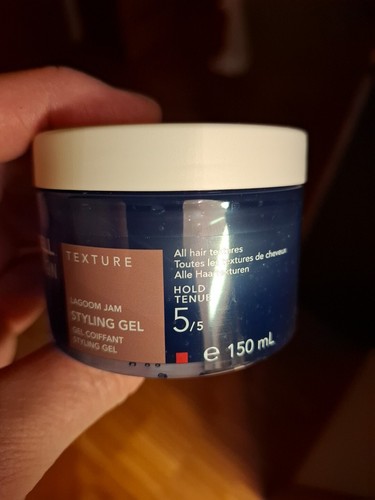 TEXTURE
LAGOOM JAM
STYLING GEL
GEL COIFFANT
STYLING GEL
All hair textures
Toutes les textures de cheveux
Alle Haartexturen
HOLD
TENUE
5/5
e 150 mL